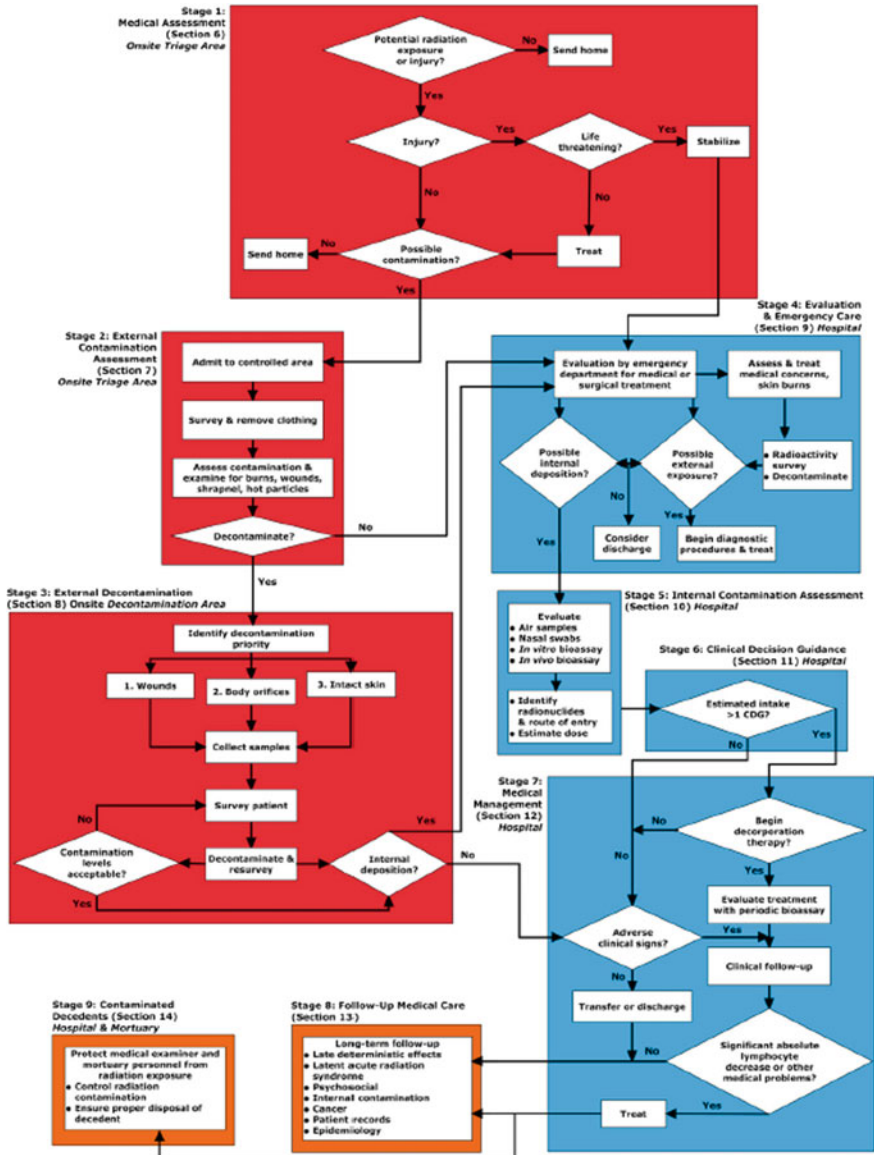 Stage 1:
Medical Assessment
(Section 6)
Onsite Triage Area
Potential radiation
exposure
or injury?
No
Send home
Yes
Injury?
Yes
Life
threatening?
Yes
Stabilize
No
No
Send home
No
Possible
contamination?
Treat
Yes
Stage 2: External
Contamination
Assessment
(Section 7)
Onsite Triage Area
Admit to controlled area
Survey & remove clothing
Assess contamination &
examine for burns, wounds,
shrapnel, hot particles
Decontaminate?
No
Yes
Stage 4: Evaluation
& Emergency Care
(Section 9) Hospital
Evaluation by emergency
department for medical or
surgical treatment
Assess & treat
medical concerns,
skin burns
Possible
internal
deposition?
Possible
external
exposure?
• Radioactivity
survey
• Decontaminate
No
Yes
Yes
Consider
discharge
Begin diagnostic
procedures & treat
Stage 3: External Decontamination
(Section 8) Onsite Decontamination Area
Identify decontamination
priority
1. Wounds
2. Body orifices
3. Intact skin
Collect samples
Survey patient
No
Yes
Contamination
levels
acceptable?
Decontaminate &
resurvey
Internal
deposition?
No
Yes
Stage 5: Internal Contamination Assessment
(Section 10) Hospital
Evaluate
• Air samples
• Nasal swabs
• In vitro bioassay
• In vivo bioassay
• Identify
radionuclides
& route of entry
• Estimate dose
Stage 6: Clinical Decision Guidance
(Section 11) Hospital
Estimated intake
>1 CDG?
No
Yes
Stage 7:
Medical
Management
(Section 12)
Hospital
Begin
decorporation
therapy?
No
No
Yes
Evaluate treatment
with periodic bioassay
Adverse
clinical signs?
Yes
Clinical follow-up
No
Transfer or discharge
Significant absolute
lymphocyte
decrease or other
medical problems?
No
Yes
Treat
Stage 9: Contaminated
Decedents (Section 14)
Hospital & Mortuary
Protect medical examiner and
mortuary personnel from
radiation exposure
• Control radiation
contamination
• Ensure proper disposal of
decedent
Stage 8: Follow-Up Medical Care
(Section 13)
Long-term follow-up
• Late deterministic effects
• Latent acute radiation
syndrome
• Psychosocial
• Internal contamination
• Cancer
• Patient records
• Epidemiology